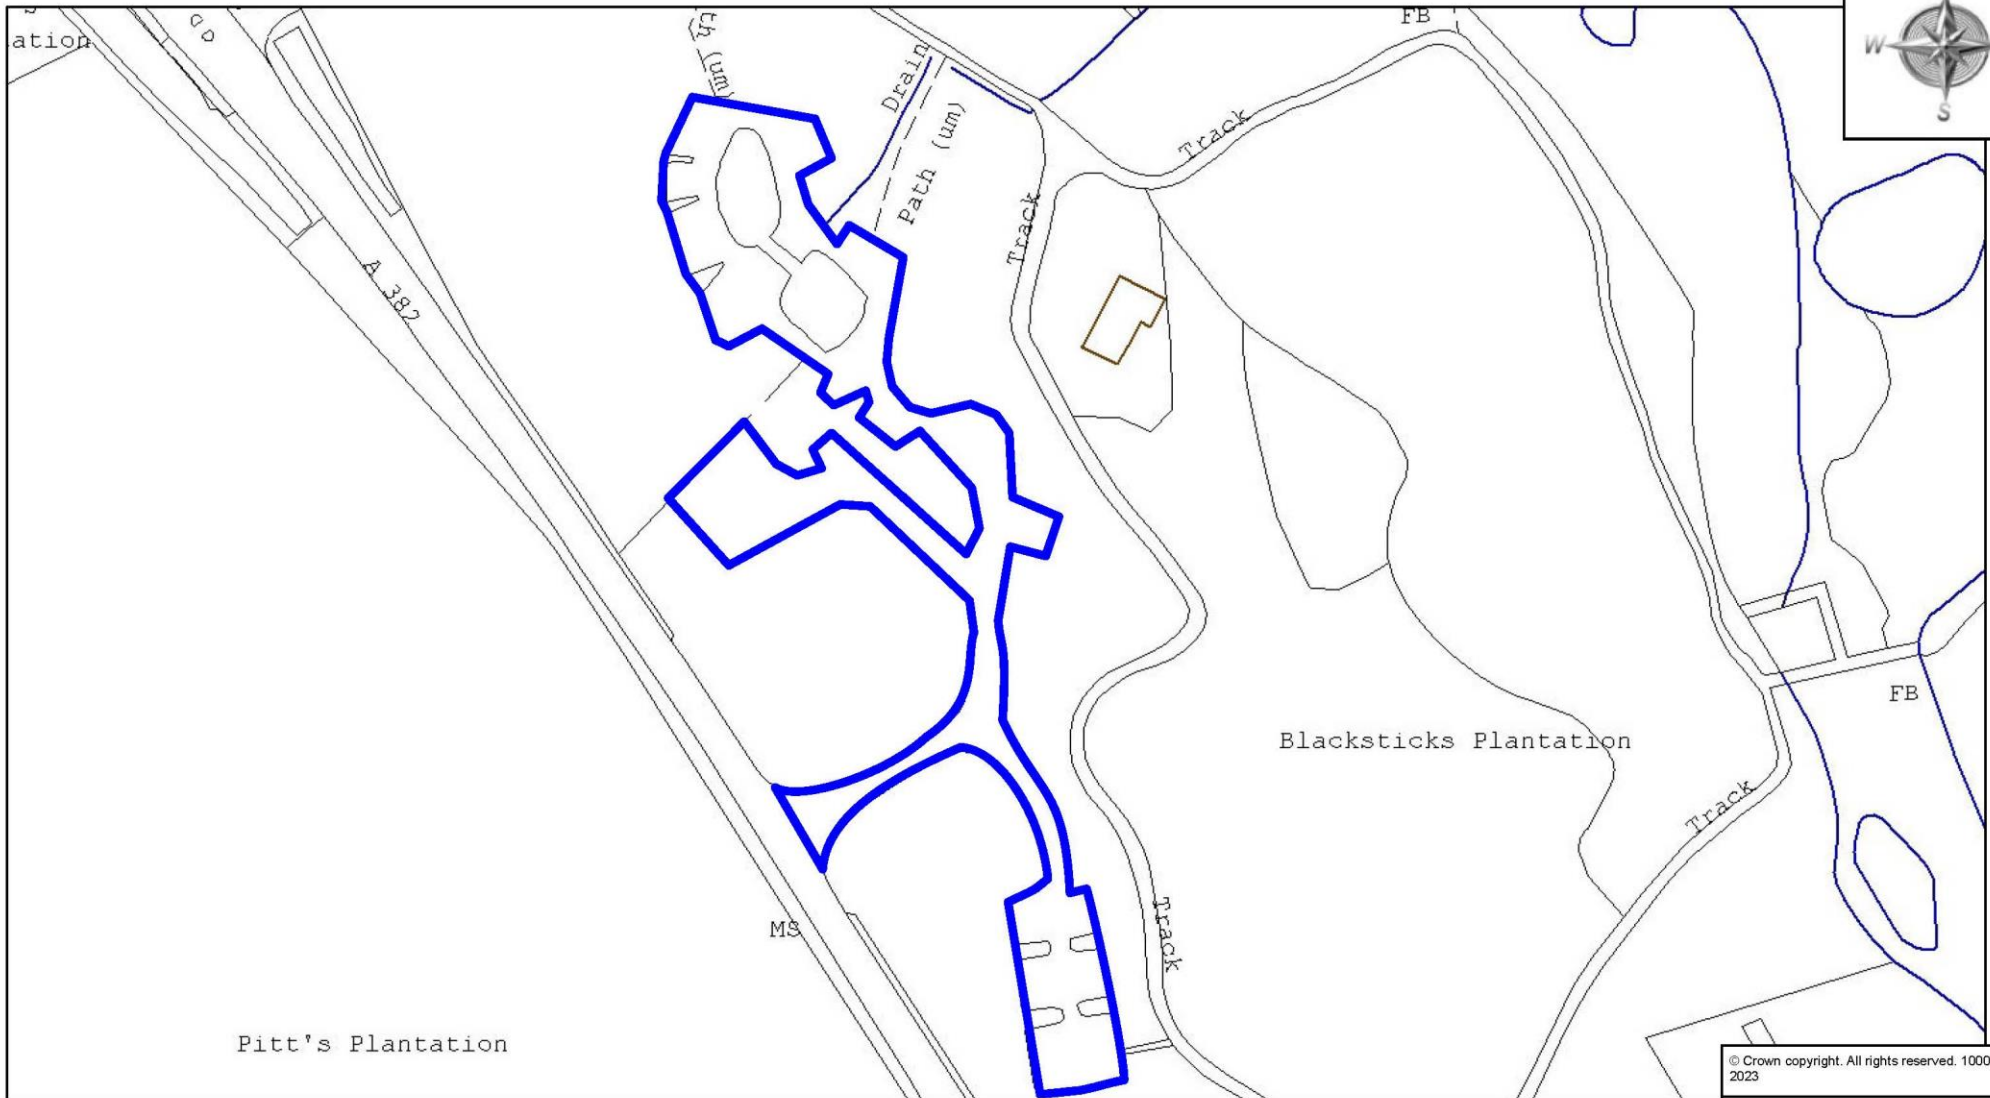 ation
FB
W
S
Drain
Path (um)
Track
Track
A 382
Blacksticks Plantation
FB
Track
MS
Track
Pitt's Plantation
© Crown copyright. All rights reserved. 1000
2023